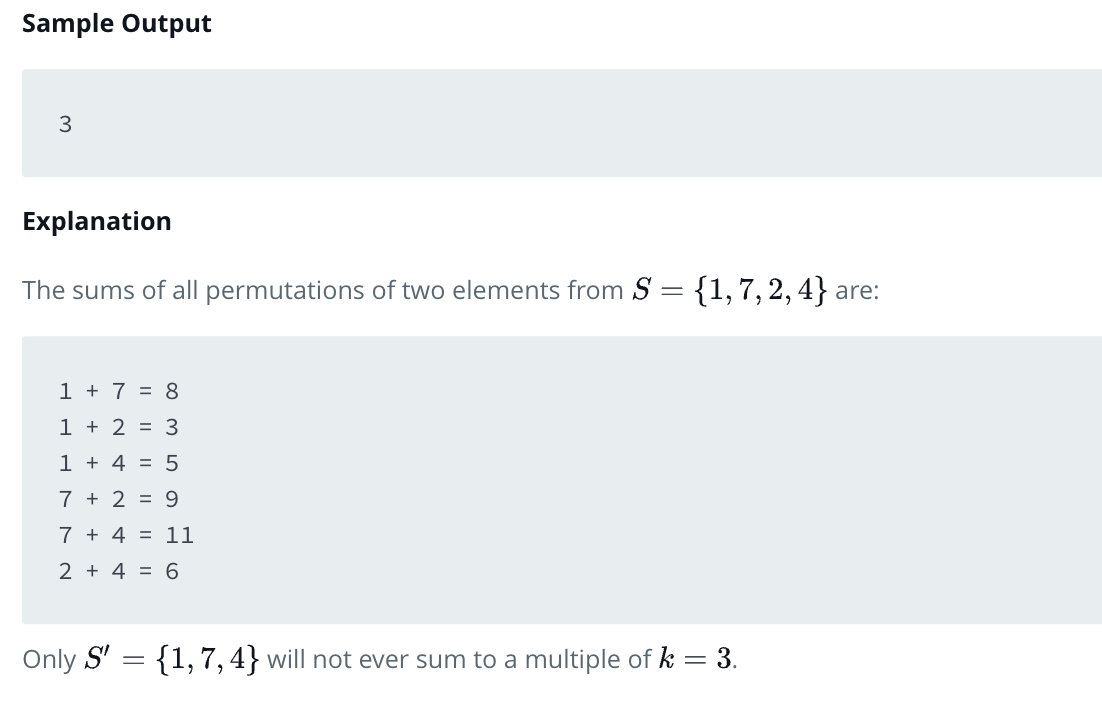 Sample Output
3
Explanation
The sums of all permutations of two elements from S = {1, 7, 2, 4} are:
1 + 7 = 8
1 + 2 = 3
1 + 4 = 5
7 + 2 = 9
7 + 4 = 11
2 + 4 = 6
Only S′ = {1, 7, 4} will not ever sum to a multiple of k = 3.